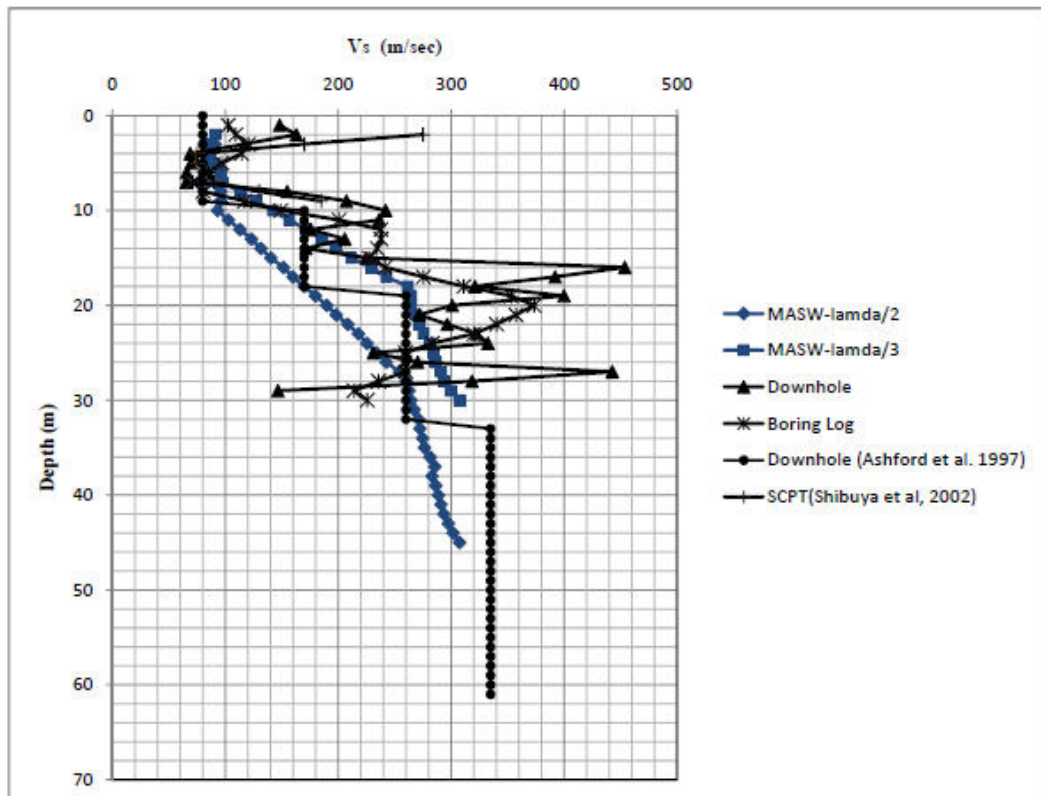 Vs (m/sec)
0 100 200 300 400 500
0
10
20
30
40
50
60
70
Depth (m)
MASW-lamda/2
MASW-lamda/3
Downhole
Boring Log
Downhole (Ashford et al. 1997)
SCPT(Shibuya et al, 2002)